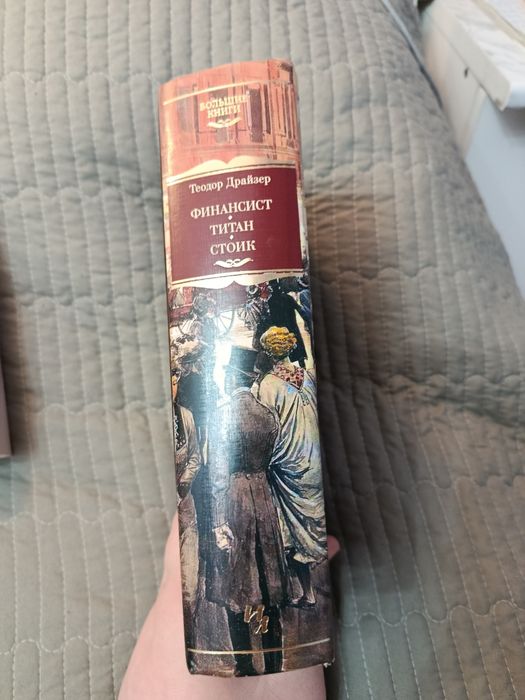 БОЛЬШИЕ
КНИГИ
Теодор Драйзер
ФИНАНСИСТ
ТИТАН
СТОИК